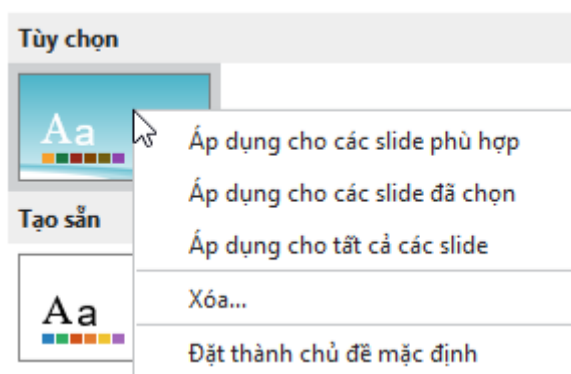 Tùy chọn
Aa
Áp dụng cho các slide phù hợp
Áp dụng cho các slide đã chọn
Tạo sẵn
Áp dụng cho tất cả các slide
Aa
Xóa...
Đặt thành chủ đề mặc định